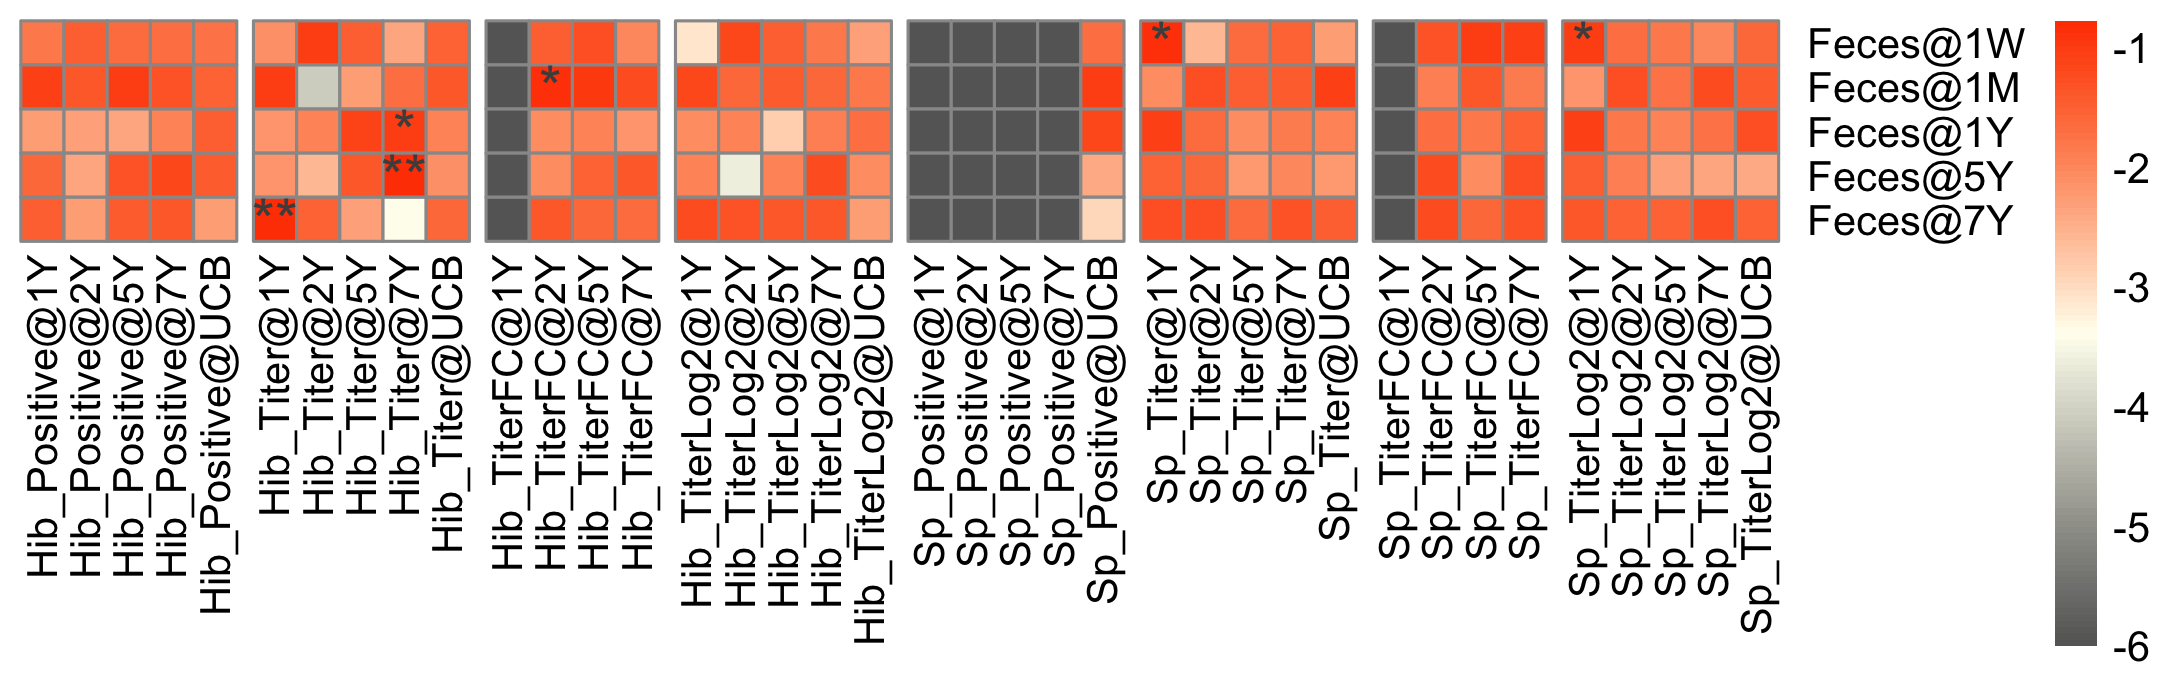 *
*
*
*
**
**
Feces@1W
Feces@1M
Feces@1Y
Feces@5Y
Feces@7Y
-1
-2
-3
-4
-5
-6
Hib_Positive@1Y
Hib_Positive@2Y
Hib_Positive@5Y
Hib_Positive@7Y
Hib_Positive@UCB
Hib_Titer@1Y
Hib_Titer@2Y
Hib_Titer@5Y
Hib_Titer@7Y
Hib_Titer@UCB
Hib_TiterFC@1Y
Hib_TiterFC@2Y
Hib_TiterFC@5Y
Hib_TiterFC@7Y
Hib_TiterLog2@1Y
Hib_TiterLog2@2Y
Hib_TiterLog2@5Y
Hib_TiterLog2@7Y
Hib_TiterLog2@UCB
Sp_Positive@1Y
Sp_Positive@2Y
Sp_Positive@5Y
Sp_Positive@7Y
Sp_Positive@UCB
Sp_Titer@1Y
Sp_Titer@2Y
Sp_Titer@5Y
Sp_Titer@7Y
Sp_Titer@UCB
Sp_TiterFC@1Y
Sp_TiterFC@2Y
Sp_TiterFC@5Y
Sp_TiterFC@7Y
Sp_TiterLog2@1Y
Sp_TiterLog2@2Y
Sp_TiterLog2@5Y
Sp_TiterLog2@7Y
Sp_TiterLog2@UCB